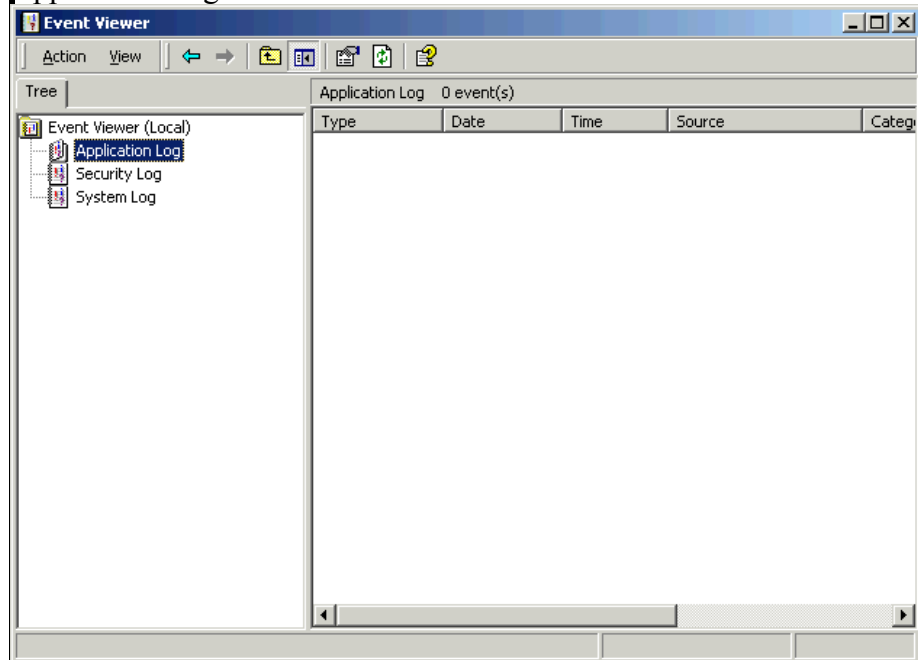 Event Viewer
Action View
Tree
Application Log 0 event(s)
Type Date Time Source Catego
Event Viewer (Local)
Application Log
Security Log
System Log